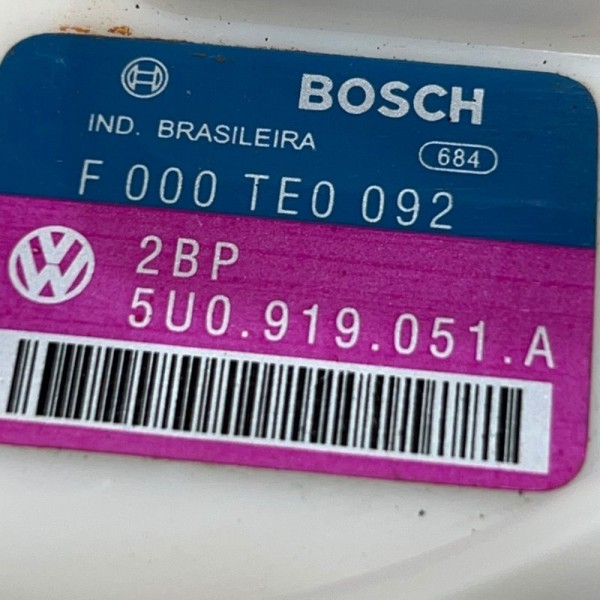 BOSCH
IND. BRASILEIRA
684
F 000 TE0 092
2BP
5U0.919.051.A